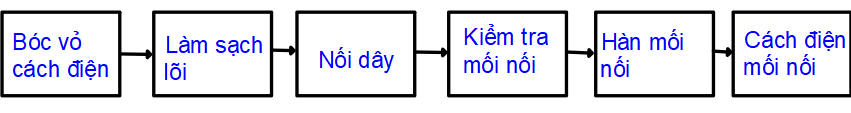 Bóc vỏ
cách điện
Làm sạch
lõi
Nối dây
Kiểm tra
mối nối
Hàn mối
nối
Cách điện
mối nối